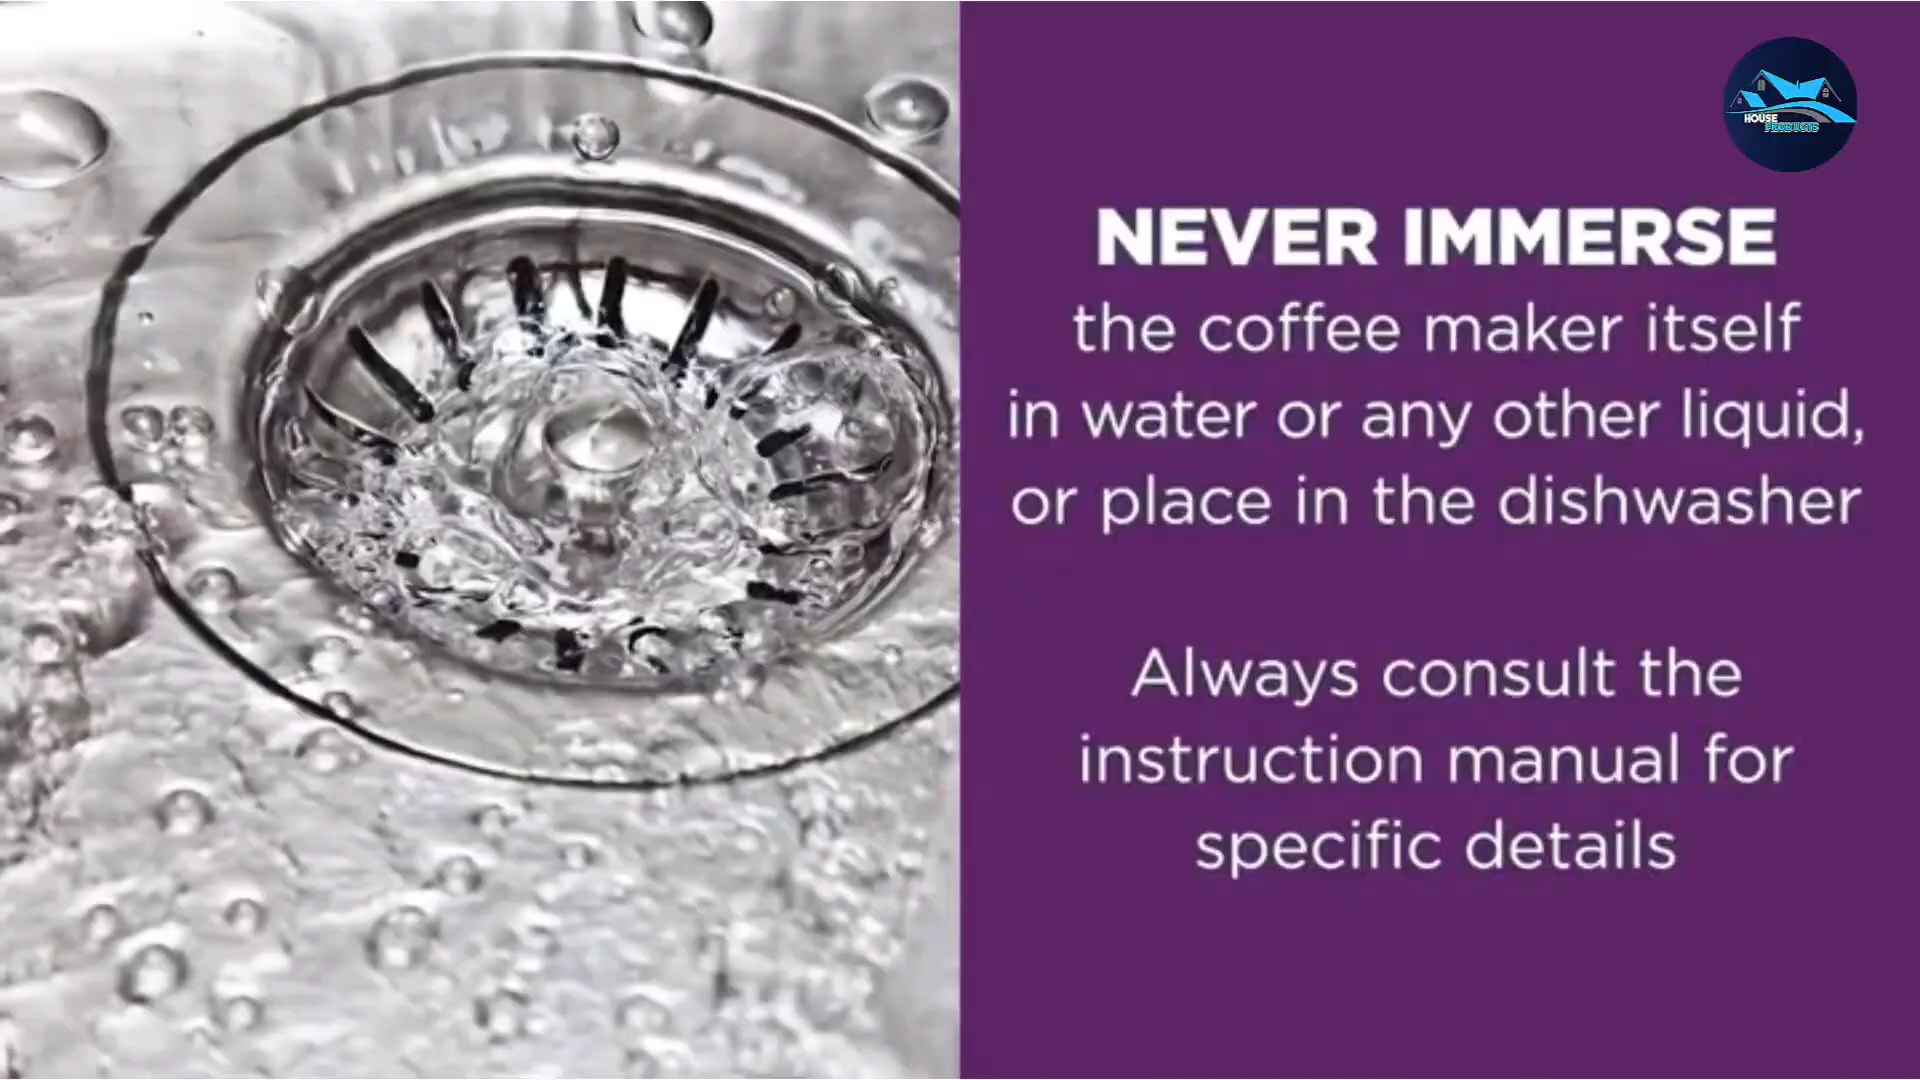 HOUSE
PRODUCTS
NEVER IMMERSE
the coffee maker itself
in water or any other liquid,
or place in the dishwasher
Always consult the
instruction manual for
specific details